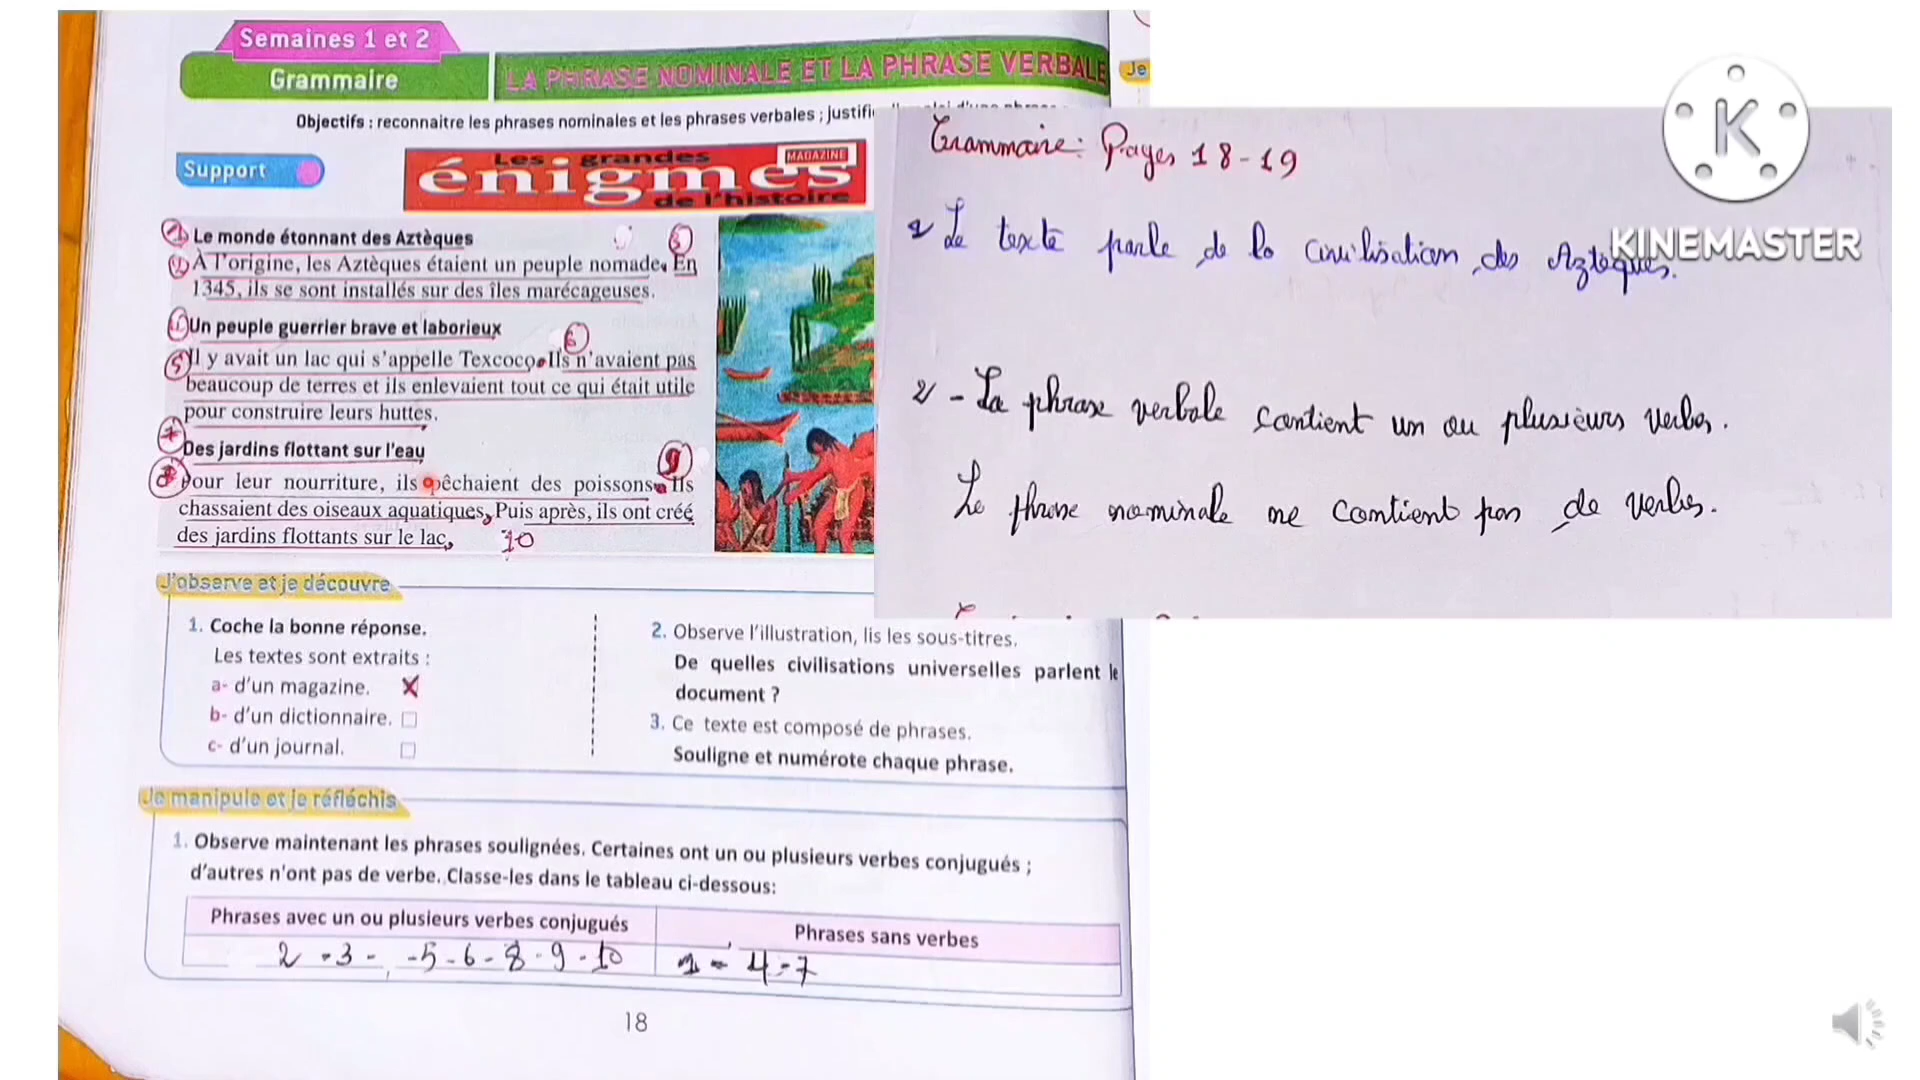 Semaines 1 et 2
Grammaire
LA PHRASE NOMINALE ET LA PHRASE VERBALE
Je
Objectifs : reconnaitre les phrases nominales et les phrases verbales ; justifi
Support
Les grandes
MAGAZINE
énigmes
de l'histoire
1 Le monde étonnant des Aztèques 3
À l'origine, les Aztèques étaient un peuple nomade. En
1345, ils se sont installés sur des îles marécageuses.
Un peuple guerrier brave et laborieux 6
5 Il y avait un lac qui s'appelle Texcoco. Ils n'avaient pas
beaucoup de terres et ils enlevaient tout ce qui était utile
pour construire leurs huttes.
7
Des jardins flottant sur l'eau 9
8 Pour leur nourriture, ils pêchaient des poissons. Ils
chassaient des oiseaux aquatiques, Puis après, ils ont créé
des jardins flottants sur le lac, 10
J'observe et je découvre
1. Coche la bonne réponse.
Les textes sont extraits :
a- d'un magazine. X
b- d'un dictionnaire.
c- d'un journal.
2. Observe l'illustration, lis les sous-titres.
De quelles civilisations universelles parlent le
document ?
3. Ce texte est composé de phrases.
Souligne et numérote chaque phrase.
Je manipule et je réfléchis
1. Observe maintenant les phrases soulignées. Certaines ont un ou plusieurs verbes conjugués ;
d'autres n'ont pas de verbe. Classe-les dans le tableau ci-dessous:
Phrases avec un ou plusieurs verbes conjugués
Phrases sans verbes
2 - 3 - - 5 - 6 - 8 - 9 - 10
1 - 4 - 7
18
Grammaire: Pages 18-19
Le texte parle de la civilisation des Aztèques.
2 - La phrase verbale contient un ou plusieurs verbes.
La phrase nominale ne contient pas de verbes.
K
KINEMASTER